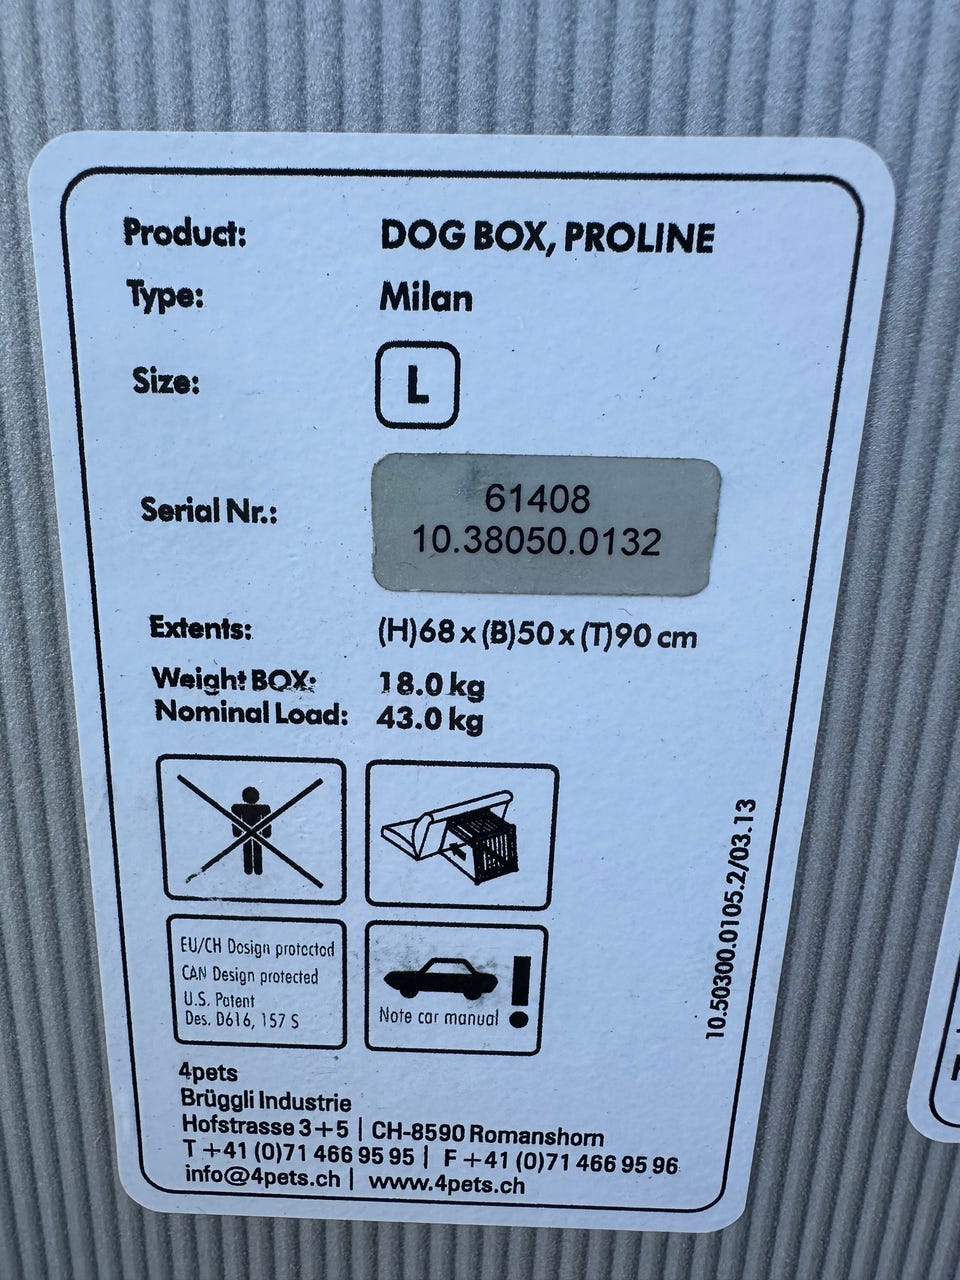 Product: DOG BOX, PROLINE
Type: Milan
Size: L
Serial Nr.: 61408
10.38050.0132
Extents: (H)68 x (B)50 x (T)90 cm
Weight BOX: 18.0 kg
Nominal Load: 43.0 kg
EU/CH Design protected
CAN Design protected
U.S. Patent
Des. D616, 157 S
Note car manual !
10.50300.0105.2/03.13
4pets
Brüggli Industrie
Hofstrasse 3+5 | CH-8590 Romanshorn
T +41 (0)71 466 95 95 | F +41 (0)71 466 95 96
info@4pets.ch | www.4pets.ch